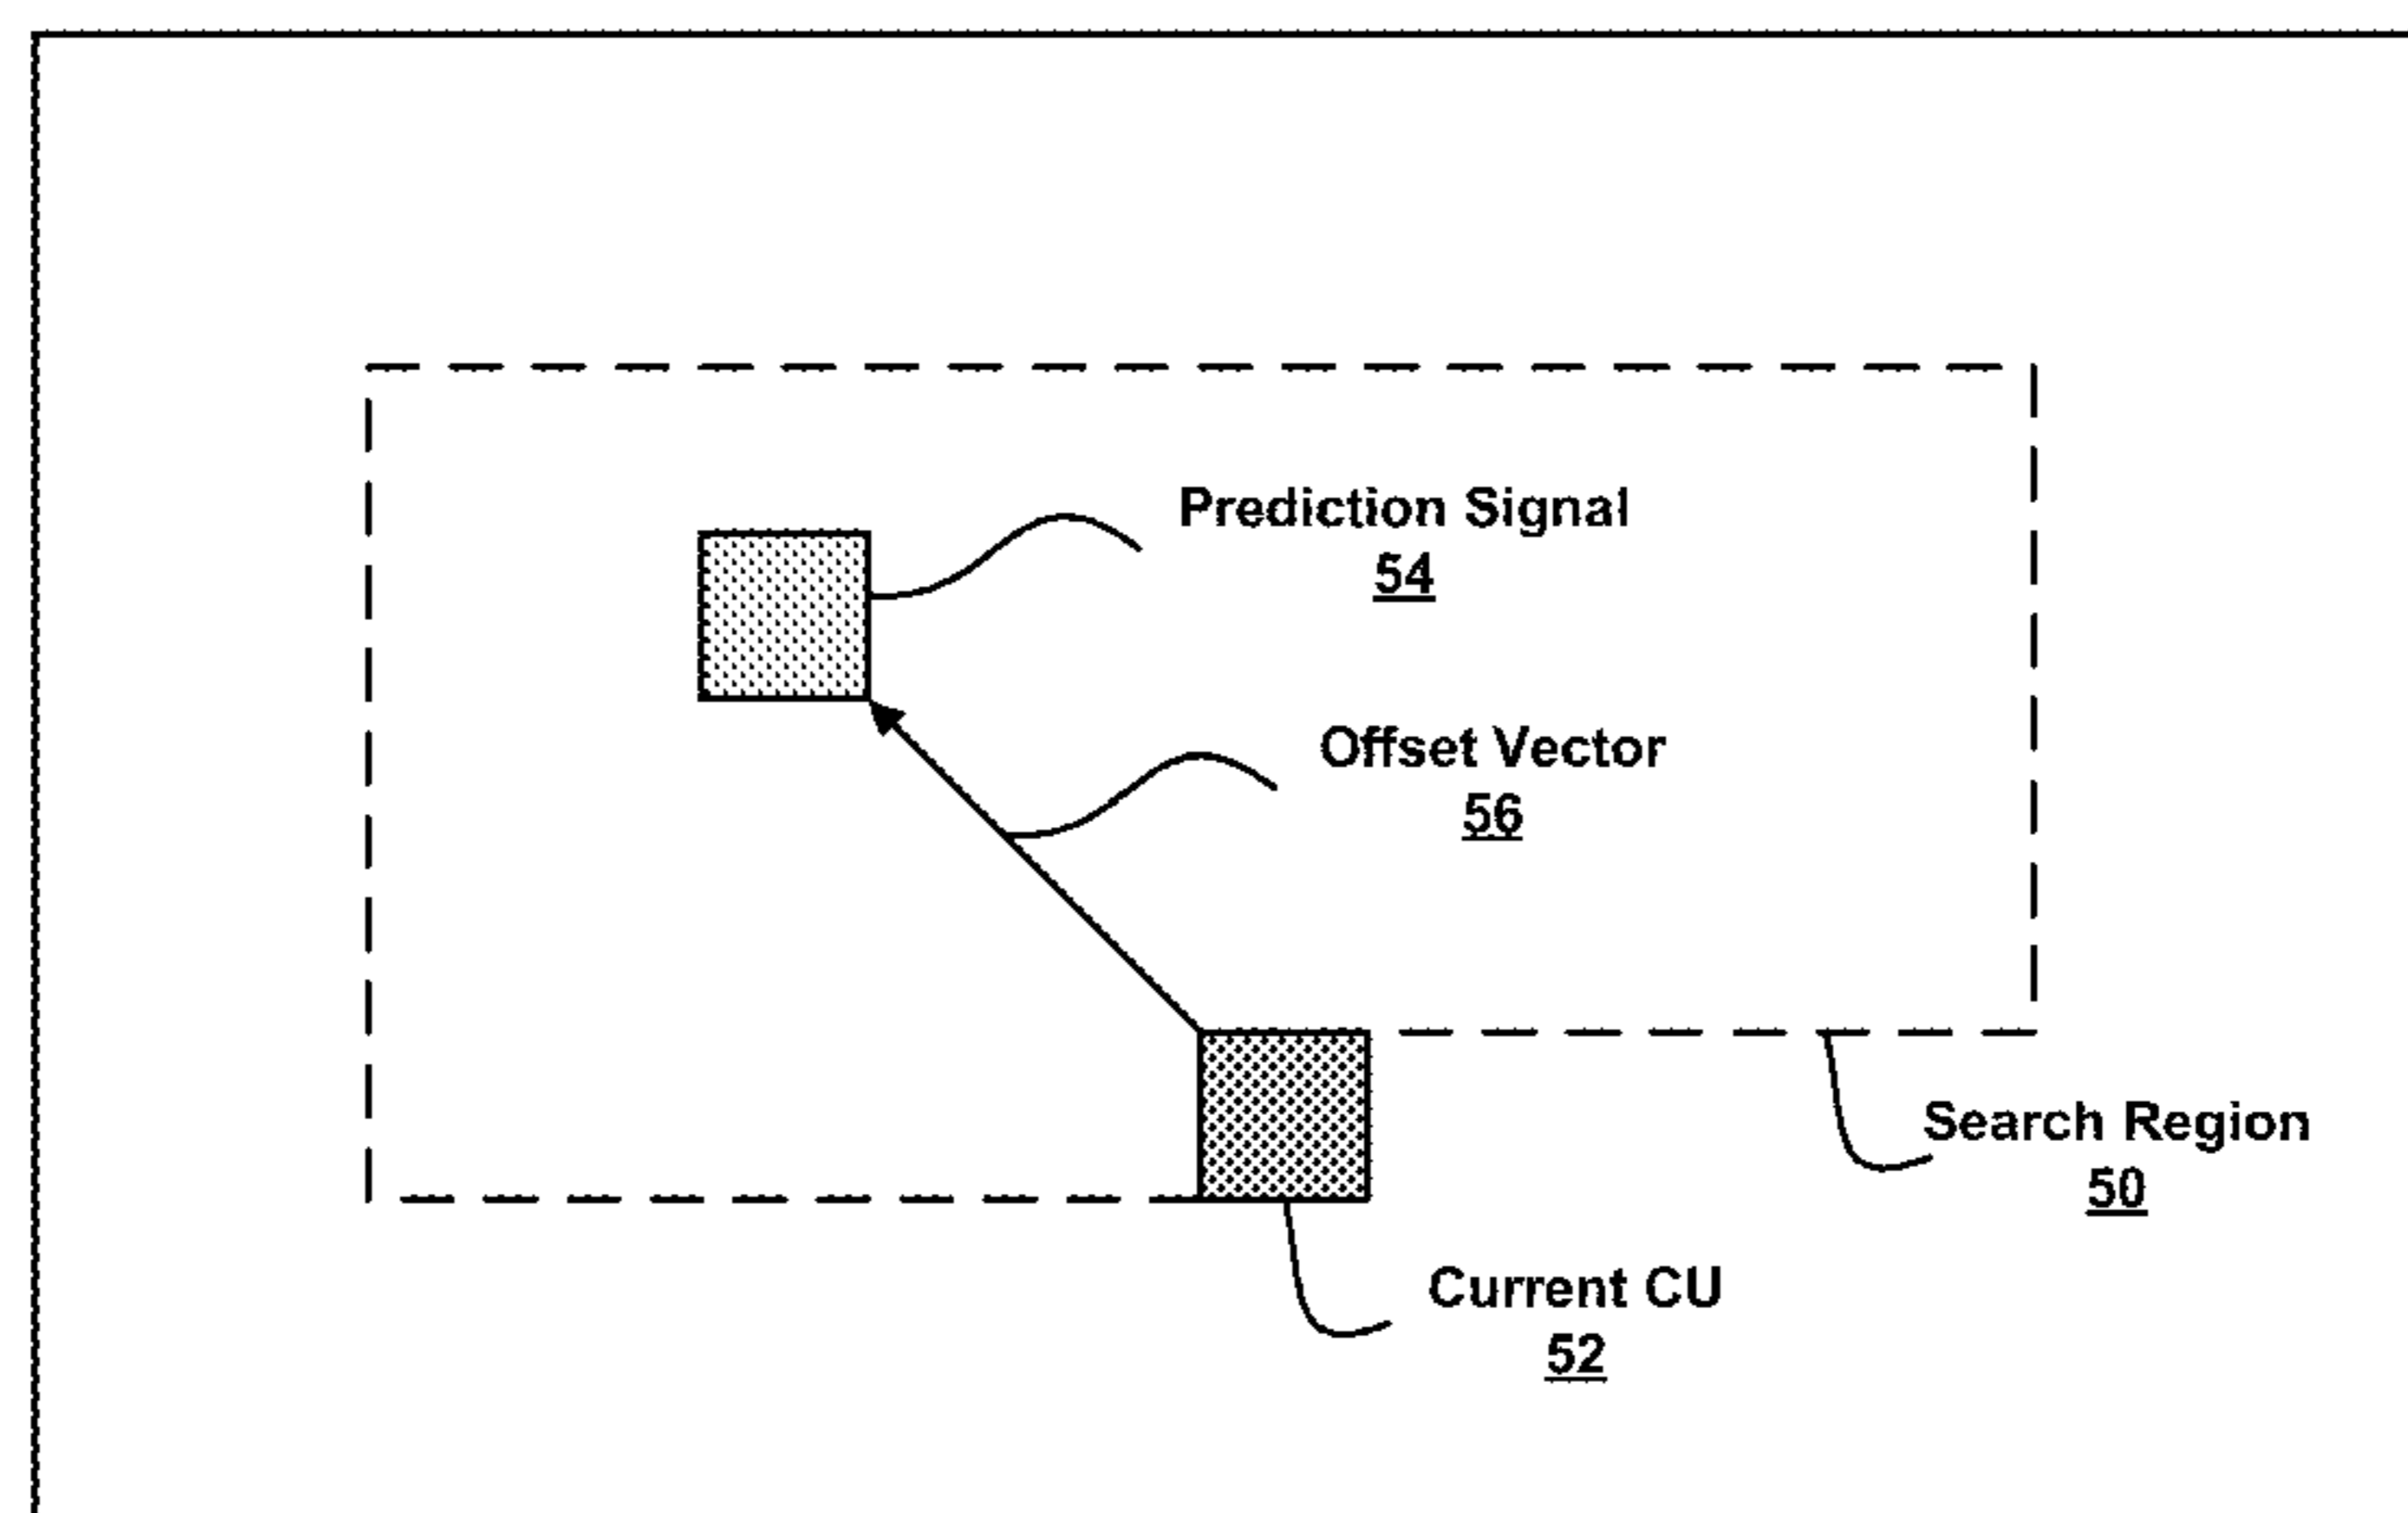 Prediction Signal
54
Offset Vector
56
Search Region
50
Current CU
52